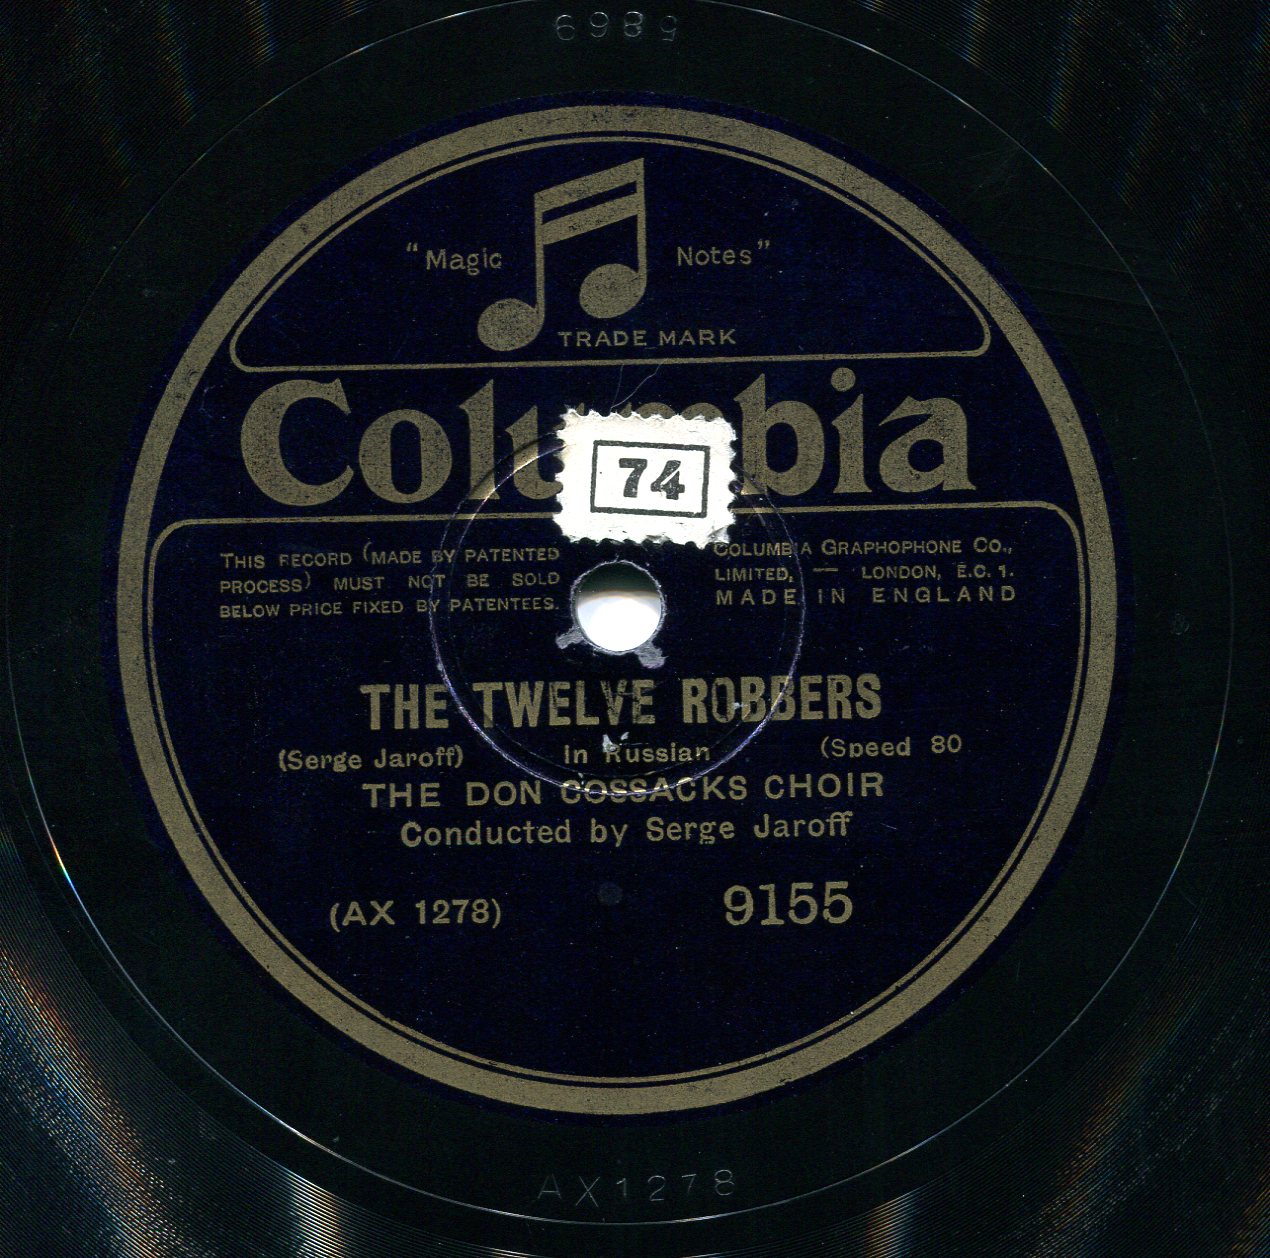 "Magic Notes"
TRADE MARK
Columbia
74
THIS RECORD (MADE BY PATENTED
PROCESS) MUST NOT BE SOLD
BELOW PRICE FIXED BY PATENTEES.
COLUMBIA GRAPHOPHONE CO.,
LIMITED, — LONDON, E.C.1.
MADE IN ENGLAND
THE TWELVE ROBBERS
(Serge Jaroff) In Russian (Speed 80
THE DON COSSACKS CHOIR
Conducted by Serge Jaroff
(AX 1278) 9155
AX1278